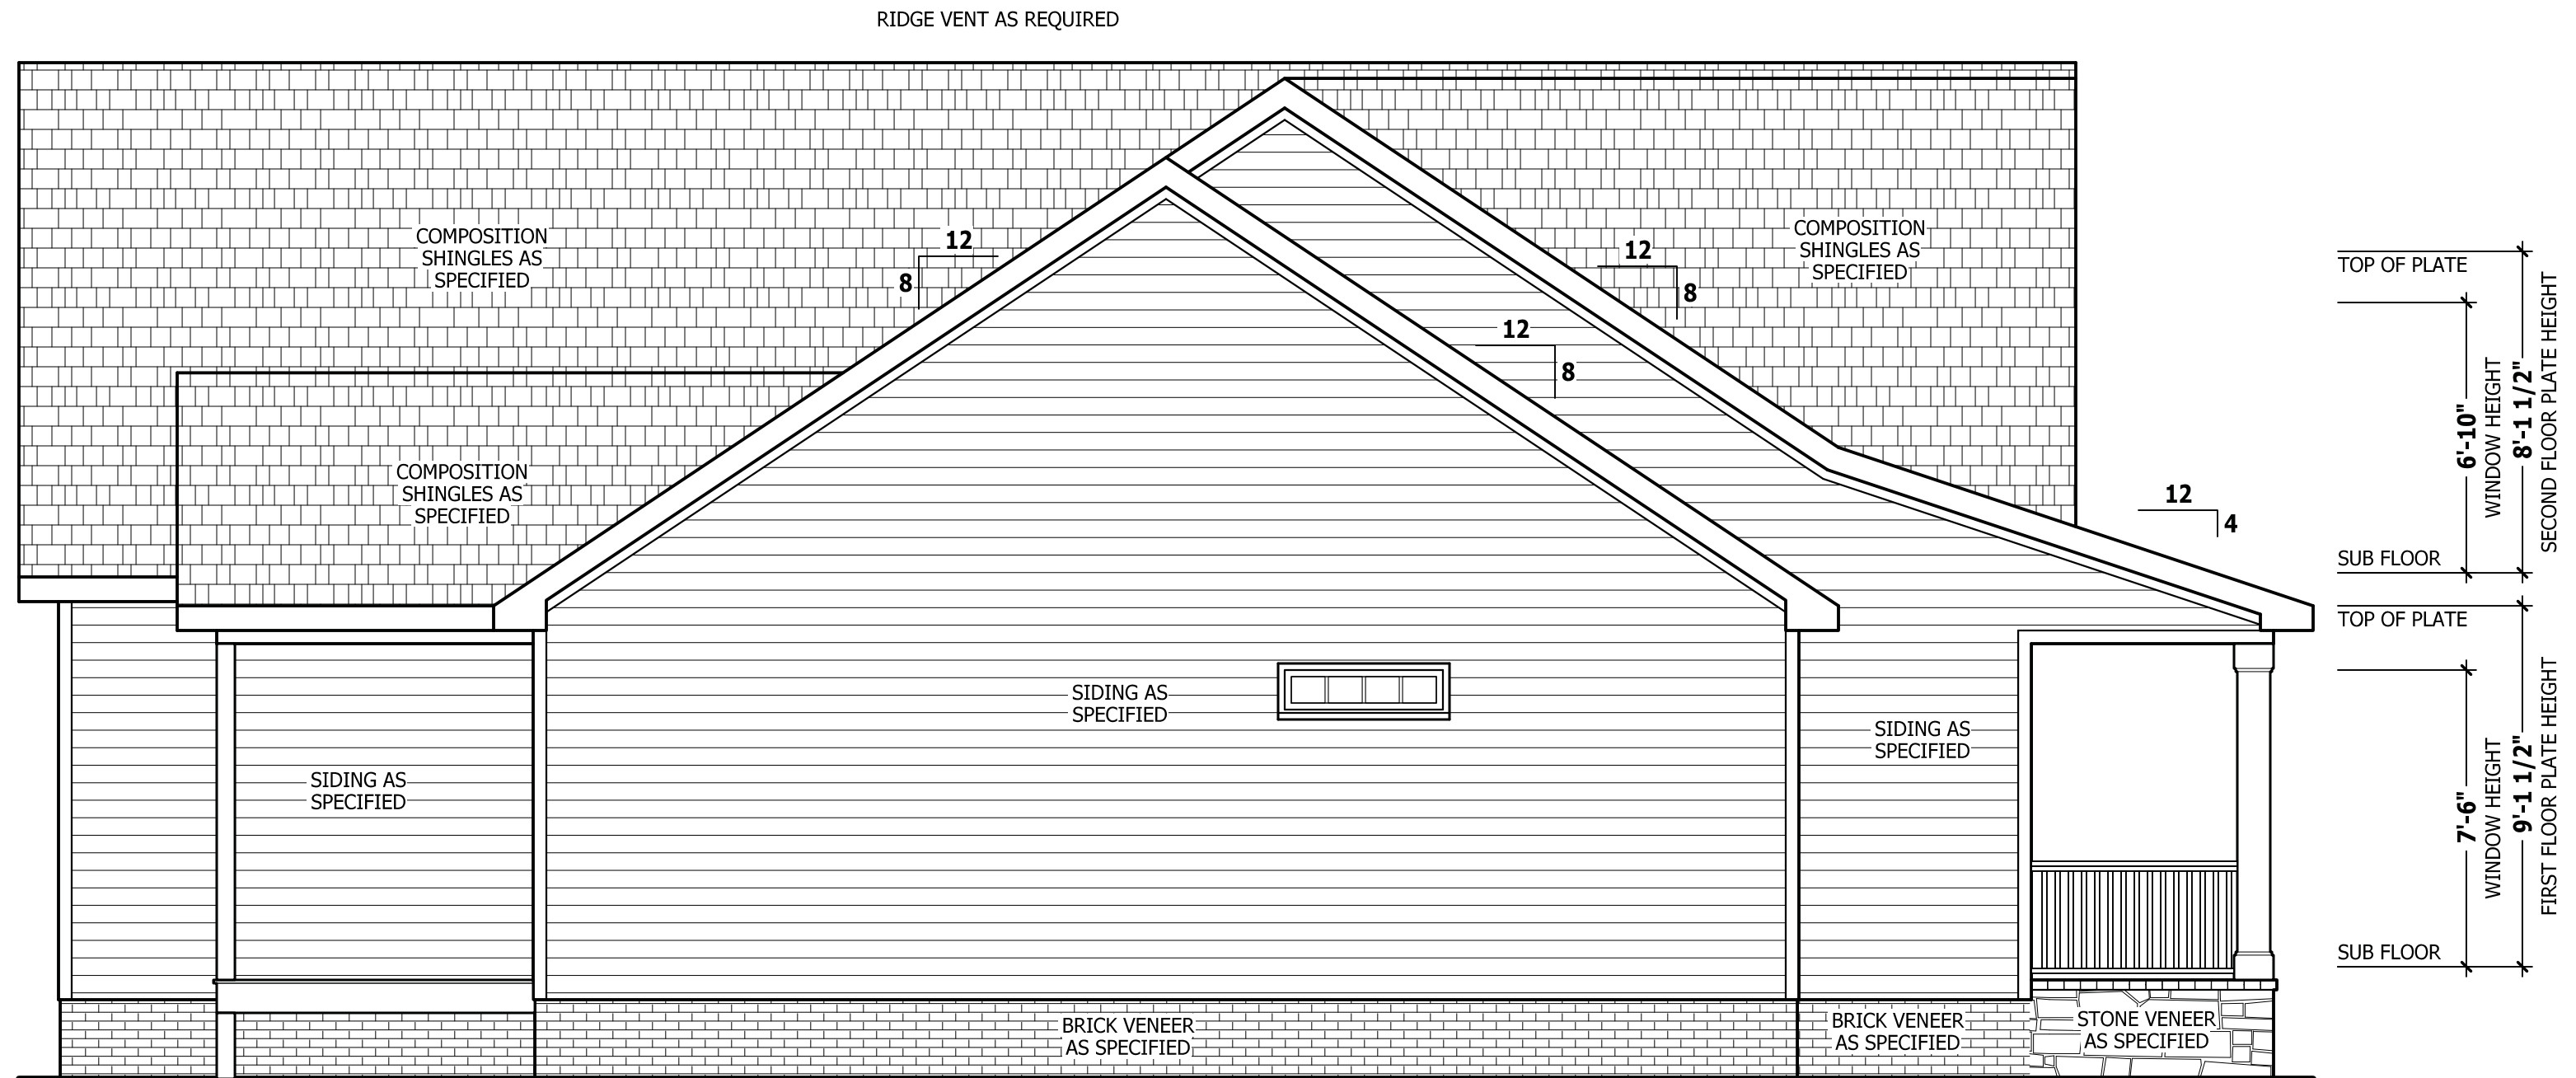 RIDGE VENT AS REQUIRED
COMPOSITION
SHINGLES AS
SPECIFIED
12
8
12
8
COMPOSITION
SHINGLES AS
SPECIFIED
12
8
COMPOSITION
SHINGLES AS
SPECIFIED
12
4
TOP OF PLATE
6'-10"
WINDOW HEIGHT
8'-1 1/2"
SECOND FLOOR PLATE HEIGHT
SUB FLOOR
TOP OF PLATE
7'-6"
WINDOW HEIGHT
9'-1 1/2"
FIRST FLOOR PLATE HEIGHT
SUB FLOOR
SIDING AS
SPECIFIED
SIDING AS
SPECIFIED
SIDING AS
SPECIFIED
BRICK VENEER
AS SPECIFIED
BRICK VENEER
AS SPECIFIED
STONE VENEER
AS SPECIFIED